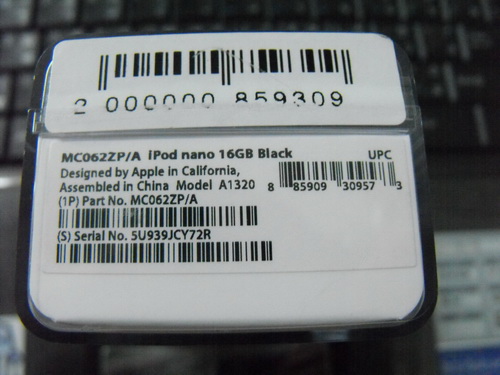 2 000000 859309
MC062ZP/A iPod nano 16GB Black UPC
Designed by Apple in California,
Assembled in China Model A1320 8 85909 30957 3
(1P) Part No. MC062ZP/A
(S) Serial No. 5U939JCY72R